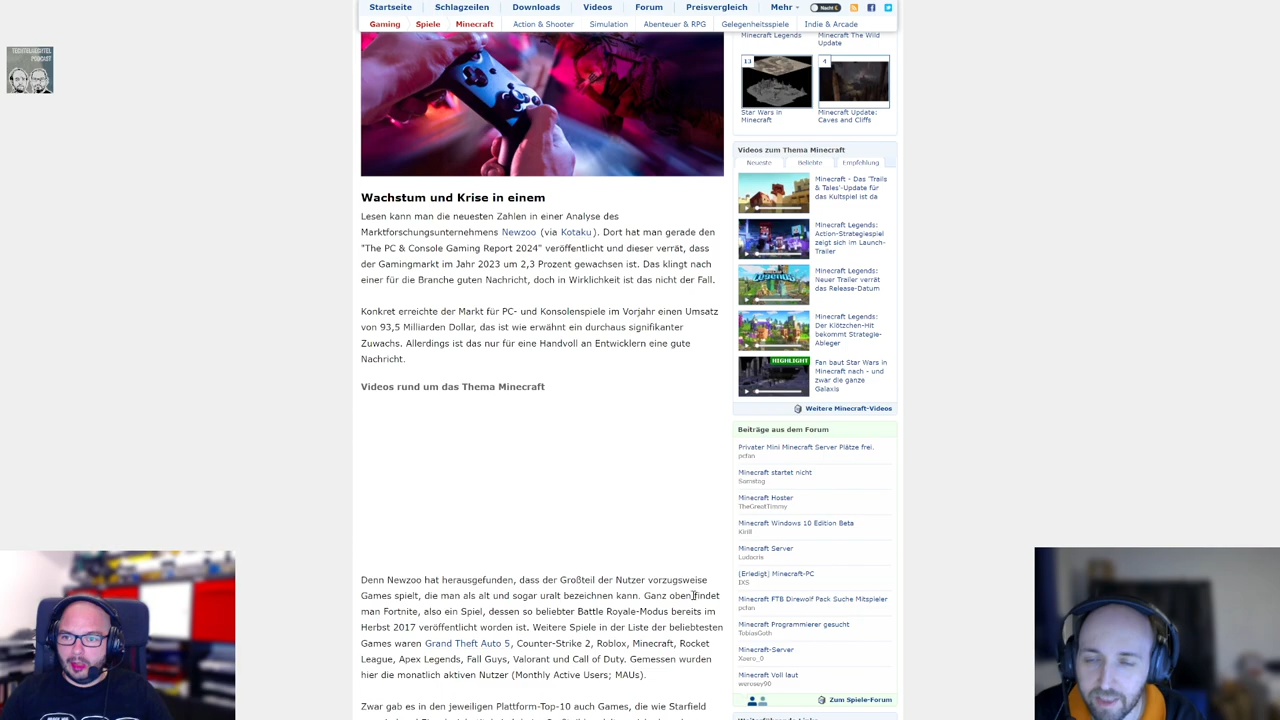 Startseite Schlagzeilen Downloads Videos Forum Preisvergleich Mehr Nacht
Gaming Spiele Minecraft Action & Shooter Simulation Abenteuer & RPG Gelegenheitsspiele Indie & Arcade
TECHTELMECHTEL
PODCAST
Wachstum und Krise in einem
Lesen kann man die neuesten Zahlen in einer Analyse des
Marktforschungsunternehmens Newzoo (via Kotaku). Dort hat man gerade den
"The PC & Console Gaming Report 2024" veröffentlicht und dieser verrät, dass
der Gamingmarkt im Jahr 2023 um 2,3 Prozent gewachsen ist. Das klingt nach
einer für die Branche guten Nachricht, doch in Wirklichkeit ist das nicht der Fall.
Konkret erreichte der Markt für PC- und Konsolenspiele im Vorjahr einen Umsatz
von 93,5 Milliarden Dollar, das ist wie erwähnt ein durchaus signifikanter
Zuwachs. Allerdings ist das nur für eine Handvoll an Entwicklern eine gute
Nachricht.
Videos rund um das Thema Minecraft
Denn Newzoo hat herausgefunden, dass der Großteil der Nutzer vorzugsweise
Games spielt, die man als alt und sogar uralt bezeichnen kann. Ganz oben findet
man Fortnite, also ein Spiel, dessen so beliebter Battle Royale-Modus bereits im
Herbst 2017 veröffentlicht worden ist. Weitere Spiele in der Liste der beliebtesten
Games waren Grand Theft Auto 5, Counter-Strike 2, Roblox, Minecraft, Rocket
League, Apex Legends, Fall Guys, Valorant und Call of Duty. Gemessen wurden
hier die monatlich aktiven Nutzer (Monthly Active Users; MAUs).
Zwar gab es in den jeweiligen Plattform-Top-10 auch Games, die wie Starfield
Minecraft Legends
Minecraft The Wild
Update
13
4
Star Wars in
Minecraft
Minecraft Update:
Caves and Cliffs
Videos zum Thema Minecraft
Neueste Beliebte Empfehlung
Minecraft - Das 'Trails
& Tales'-Update für
das Kultspiel ist da
Minecraft Legends:
Action-Strategiespiel
zeigt sich im Launch-
Trailer
Minecraft Legends:
Neuer Trailer verrät
das Release-Datum
Minecraft Legends:
Der Klötzchen-Hit
bekommt Strategie-
Ableger
HIGHLIGHT
Fan baut Star Wars in
Minecraft nach - und
zwar die ganze
Galaxis
Weitere Minecraft-Videos
Beiträge aus dem Forum
Privater Mini Minecraft Server Plätze frei.
pcfan
Minecraft startet nicht
Samstag
Minecraft Hoster
TheGreatTimmy
Minecraft Windows 10 Edition Beta
Kirill
Minecraft Server
Ludacris
[Erledigt] Minecraft-PC
IXS
Minecraft FTB Direwolf Pack Suche Mitspieler
pcfan
Minecraft Programmierer gesucht
TobiasGoth
Minecraft-Server
Xoero_0
Minecraft Voll laut
werusey90
Zum Spiele-Forum